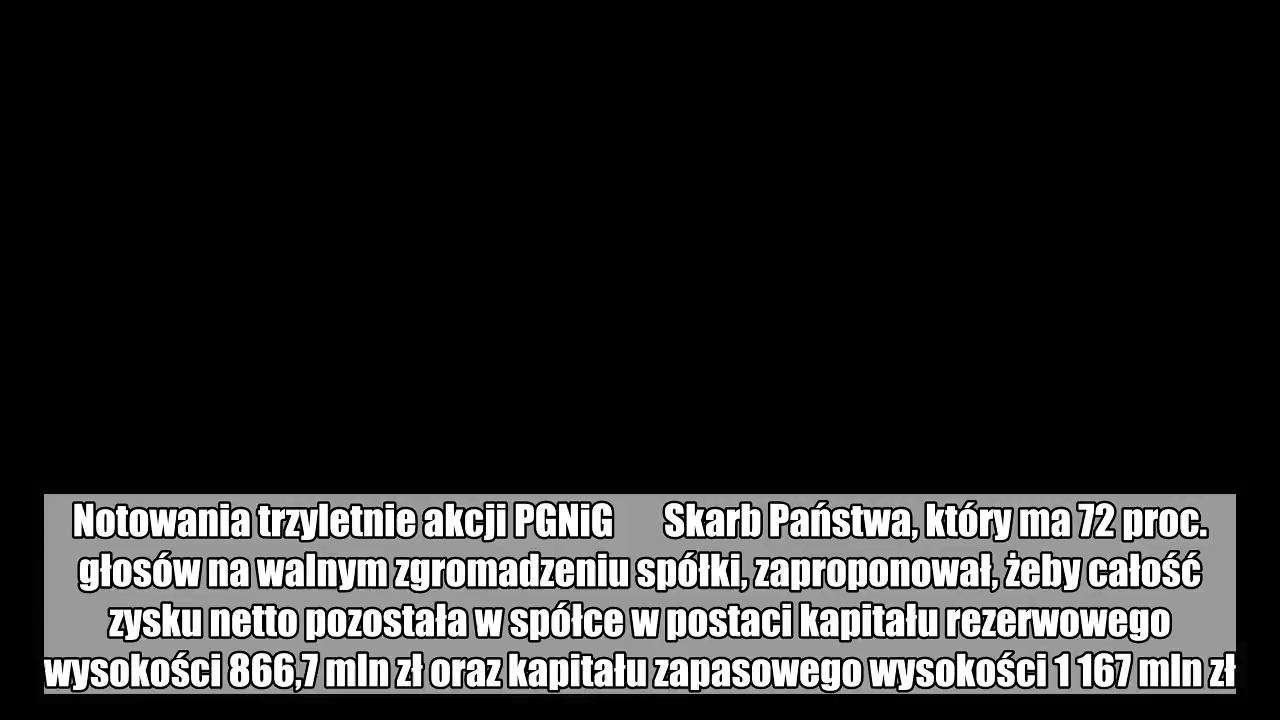 Notowania trzyletnie akcji PGNiG Skarb Państwa, który ma 72 proc.
głosów na walnym zgromadzeniu spółki, zaproponował, żeby całość
zysku netto pozostała w spółce w postaci kapitału rezerwowego
wysokości 866,7 mln zł oraz kapitału zapasowego wysokości 1 167 mln zł